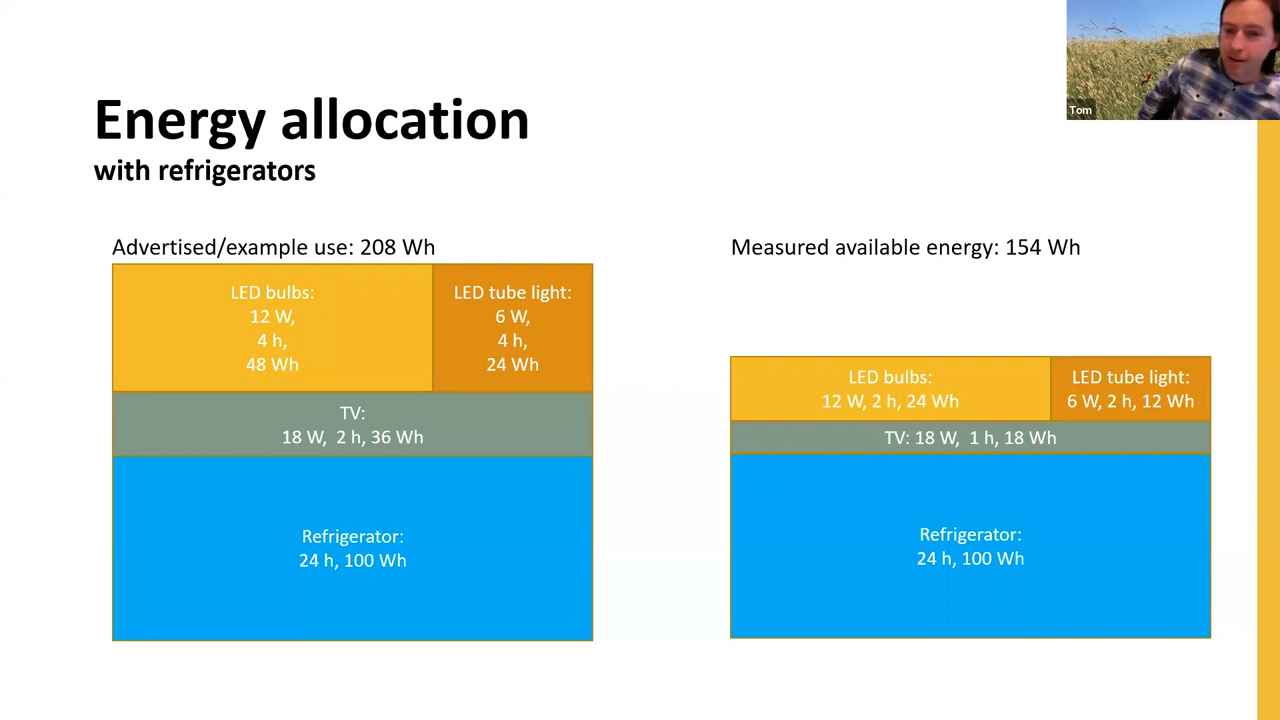 Tom
Energy allocation
with refrigerators
Advertised/example use: 208 Wh
LED bulbs:
12 W,
4 h,
48 Wh
LED tube light:
6 W,
4 h,
24 Wh
TV:
18 W, 2 h, 36 Wh
Refrigerator:
24 h, 100 Wh
Measured available energy: 154 Wh
LED bulbs:
12 W, 2 h, 24 Wh
LED tube light:
6 W, 2 h, 12 Wh
TV: 18 W, 1 h, 18 Wh
Refrigerator:
24 h, 100 Wh